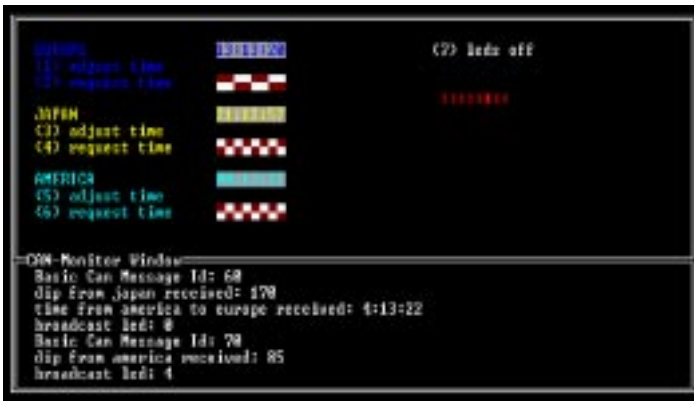 EUROPE 13:13:20 (7) leds off
(1) adjust time
(2) request time
JAPAN
(3) adjust time
(4) request time
AMERICA
(5) adjust time
(6) request time
CAN-Monitor Window
Basic Can Message Id: 60
dip from japan received: 170
time from america to europe received: 4:13:22
broadcast led: 0
Basic Can Message Id: 70
dip from america received: 85
broadcast led: 4